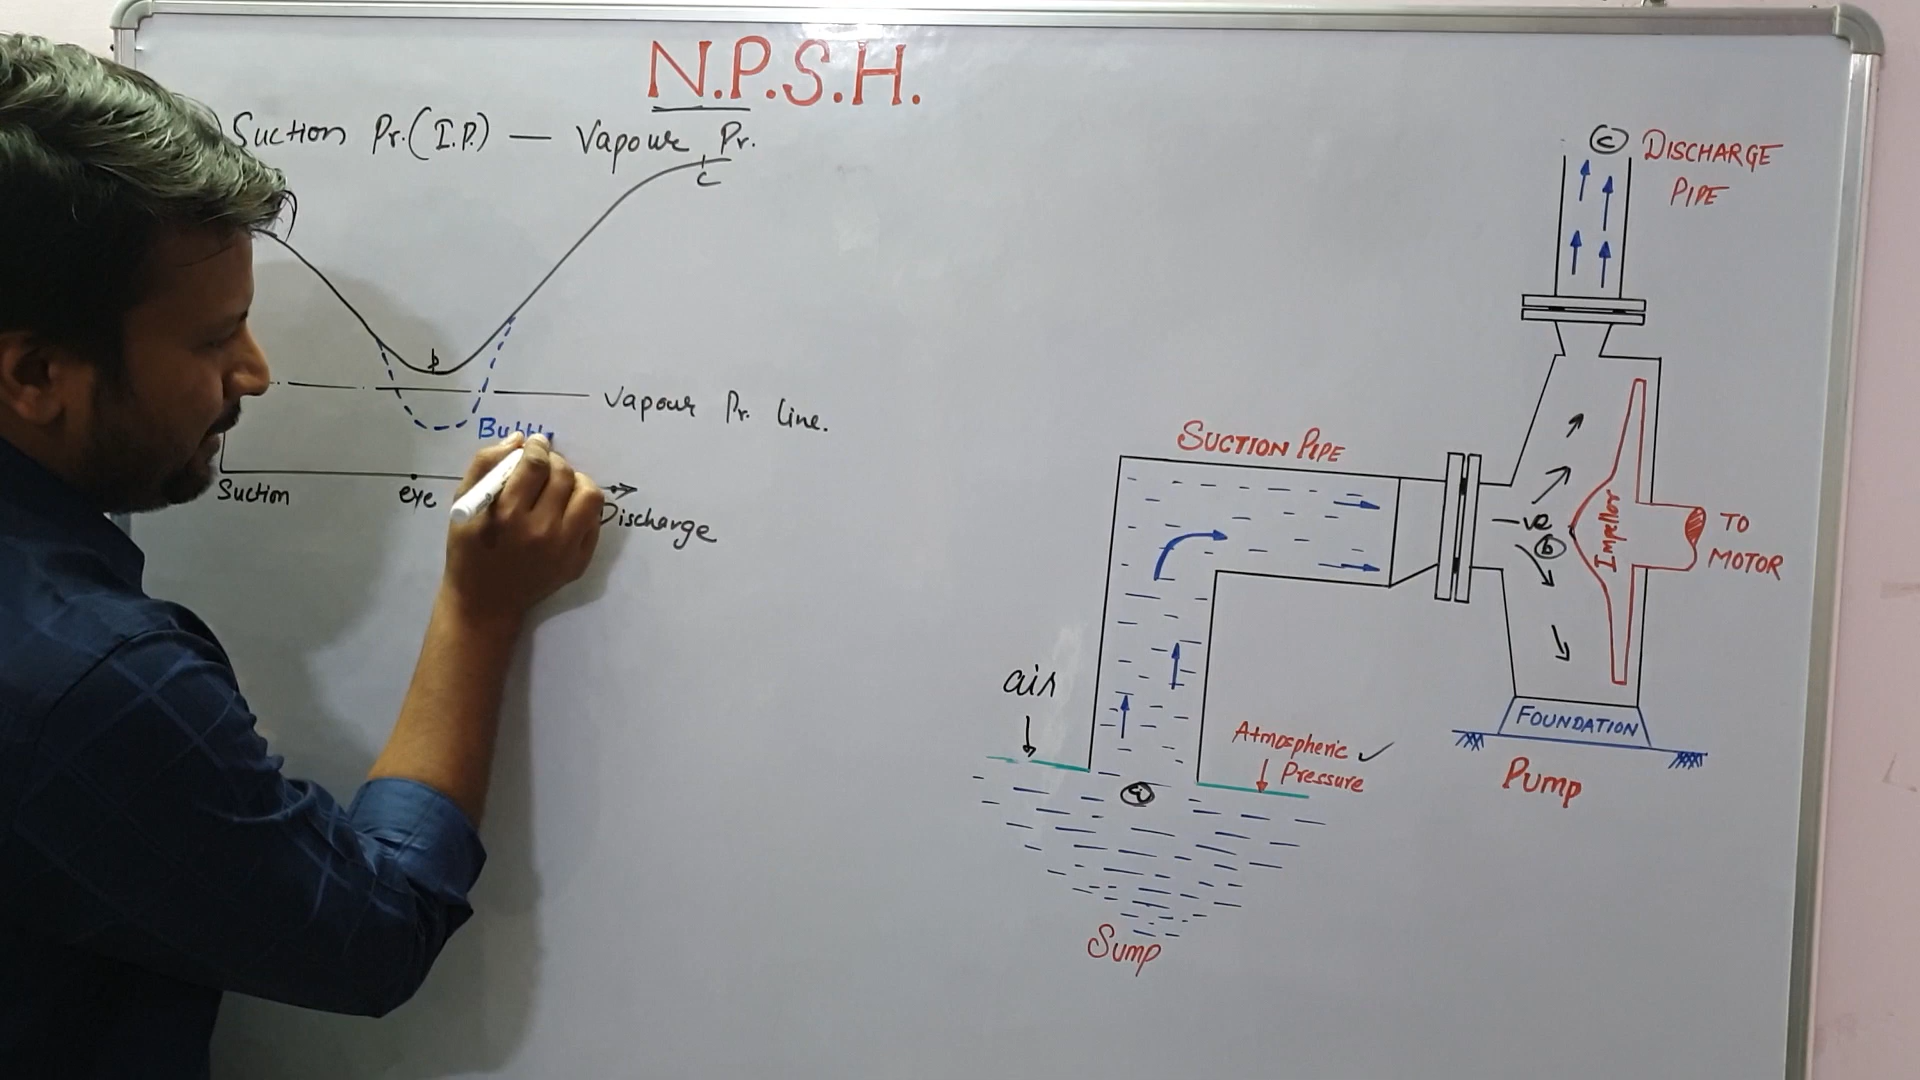 N.P.S.H.
Suction Pr.(I.P.) — Vapour Pr.
c
b
Vapour Pr. line.
Suction
eye
Discharge
C
DISCHARGE
PIPE
SUCTION PIPE
-ve
b
Impellor
TO
MOTOR
air
Atmospheric ✓
Pressure
a
FOUNDATION
Pump
Sump